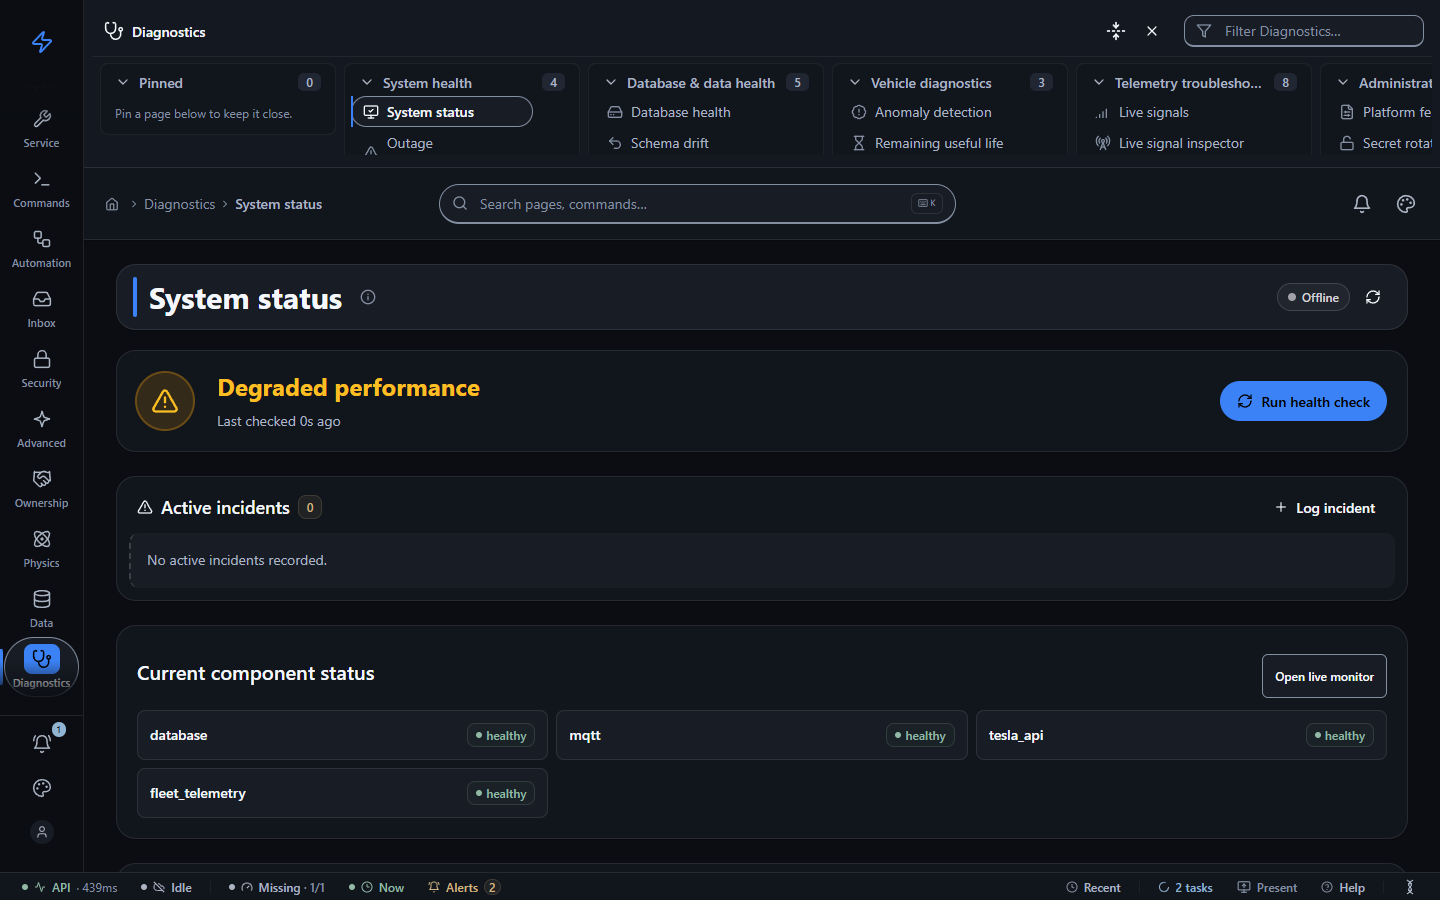 Diagnostics
Filter Diagnostics...
Pinned 0
Pin a page below to keep it close.
System health 4
System status
Outage
Database & data health 5
Database health
Schema drift
Vehicle diagnostics 3
Anomaly detection
Remaining useful life
Telemetry troublesho... 8
Live signals
Live signal inspector
Administrat
Platform fe
Secret rotat
Service
Commands
Automation
Inbox
Security
Advanced
Ownership
Physics
Data
Diagnostics
1
Diagnostics
System status
Search pages, commands...
K
System status
Offline
Degraded performance
Last checked 0s ago
Run health check
Active incidents 0
Log incident
No active incidents recorded.
Current component status
Open live monitor
database healthy
mqtt healthy
tesla_api healthy
fleet_telemetry healthy
API · 439ms
Idle
Missing · 1/1
Now
Alerts 2
Recent
2 tasks
Present
Help